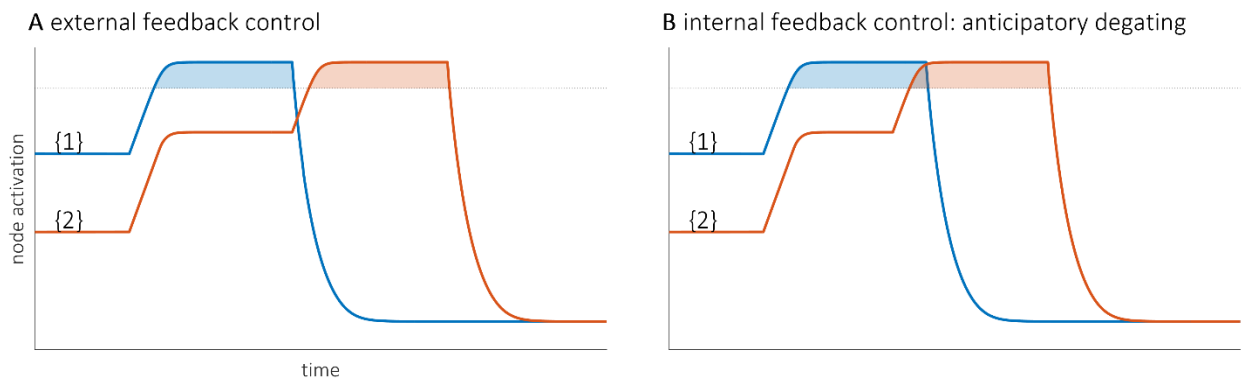 A external feedback control
B internal feedback control: anticipatory degating
{1}
{2}
{1}
{2}
node activation
time